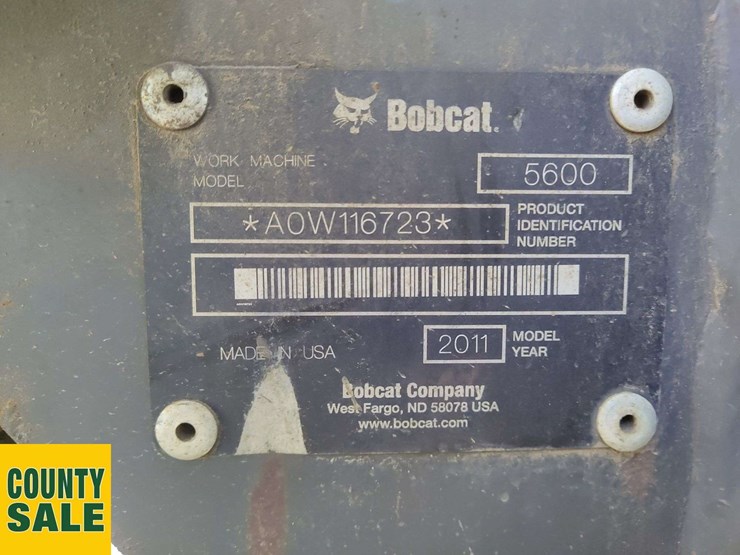 Bobcat.
WORK MACHINE
MODEL
5600
*A0W116723*
PRODUCT
IDENTIFICATION
NUMBER
MADE IN USA
2011
MODEL
YEAR
Bobcat Company
West Fargo, ND 58078 USA
www.bobcat.com
COUNTY
SALE